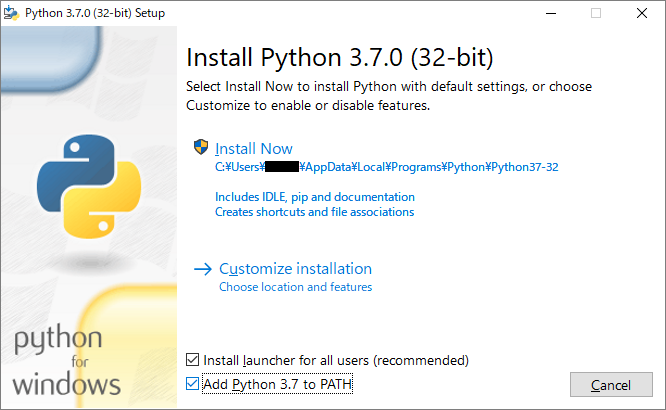 Python 3.7.0 (32-bit) Setup
Install Python 3.7.0 (32-bit)
Select Install Now to install Python with default settings, or choose
Customize to enable or disable features.
Install Now
C:¥Users¥ ¥AppData¥Local¥Programs¥Python¥Python37-32
Includes IDLE, pip and documentation
Creates shortcuts and file associations
Customize installation
Choose location and features
python
for
windows
Install launcher for all users (recommended)
Add Python 3.7 to PATH
Cancel